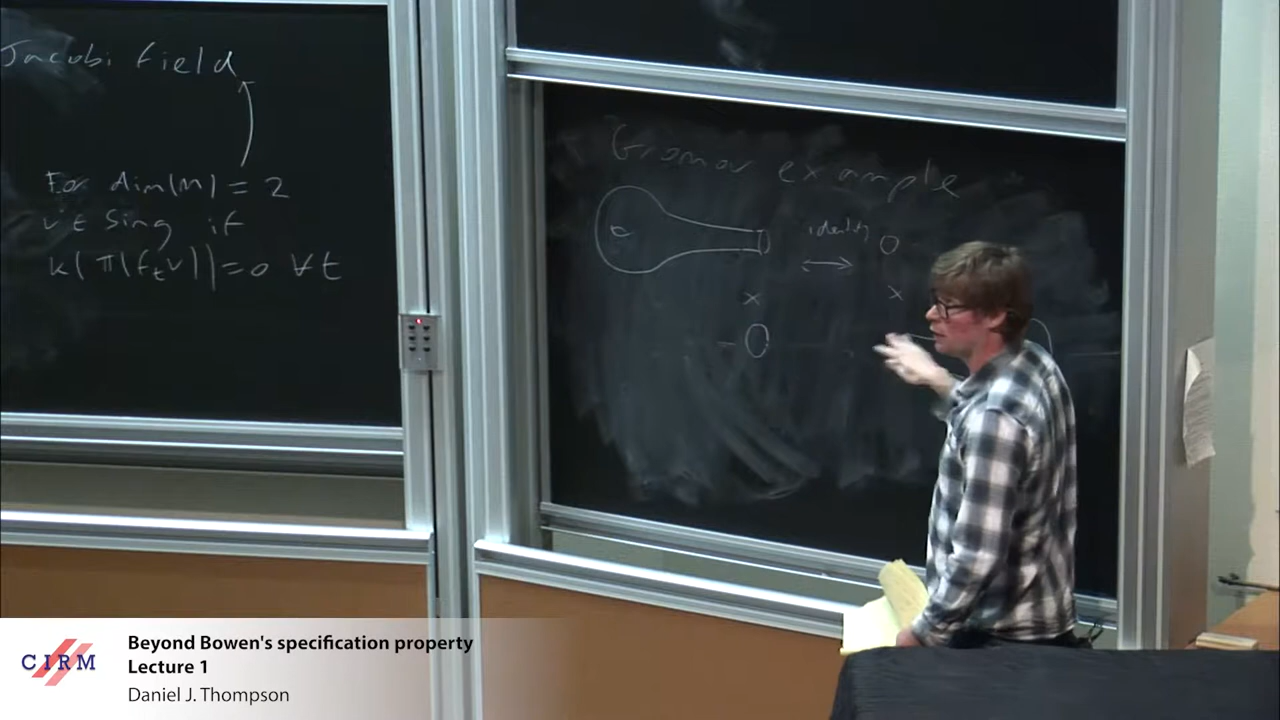 Jacobi field
For dim(M) = 2
v ∈ Sing if
K(π(f_t v)) = 0 ∀ t
Gromov example
identity
CIRM
Beyond Bowen's specification property
Lecture 1
Daniel J. Thompson